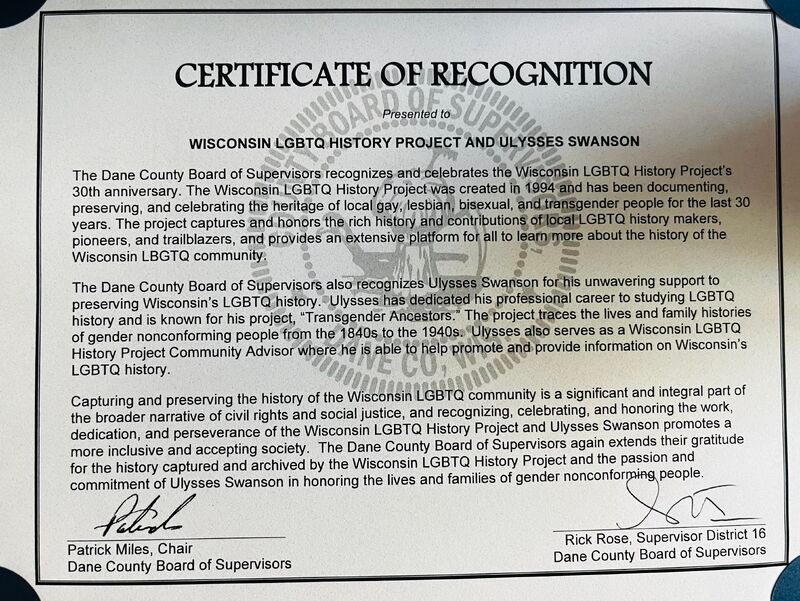 CERTIFICATE OF RECOGNITION
Presented to
WISCONSIN LGBTQ HISTORY PROJECT AND ULYSSES SWANSON
The Dane County Board of Supervisors recognizes and celebrates the Wisconsin LGBTQ History Project's
30th anniversary. The Wisconsin LGBTQ History Project was created in 1994 and has been documenting,
preserving, and celebrating the heritage of local gay, lesbian, bisexual, and transgender people for the last 30
years. The project captures and honors the rich history and contributions of local LGBTQ history makers,
pioneers, and trailblazers, and provides an extensive platform for all to learn more about the history of the
Wisconsin LBGTQ community.
The Dane County Board of Supervisors also recognizes Ulysses Swanson for his unwavering support to
preserving Wisconsin's LGBTQ history. Ulysses has dedicated his professional career to studying LGBTQ
history and is known for his project, "Transgender Ancestors." The project traces the lives and family histories
of gender nonconforming people from the 1840s to the 1940s. Ulysses also serves as a Wisconsin LGBTQ
History Project Community Advisor where he is able to help promote and provide information on Wisconsin's
LGBTQ history.
Capturing and preserving the history of the Wisconsin LGBTQ community is a significant and integral part of
the broader narrative of civil rights and social justice, and recognizing, celebrating, and honoring the work,
dedication, and perseverance of the Wisconsin LGBTQ History Project and Ulysses Swanson promotes a
more inclusive and accepting society. The Dane County Board of Supervisors again extends their gratitude
for the history captured and archived by the Wisconsin LGBTQ History Project and the passion and
commitment of Ulysses Swanson in honoring the lives and families of gender nonconforming people.
Patrick Miles, Chair
Dane County Board of Supervisors
Rick Rose, Supervisor District 16
Dane County Board of Supervisors
COUNTY BOARD OF SUPERVISORS
DANE CO,